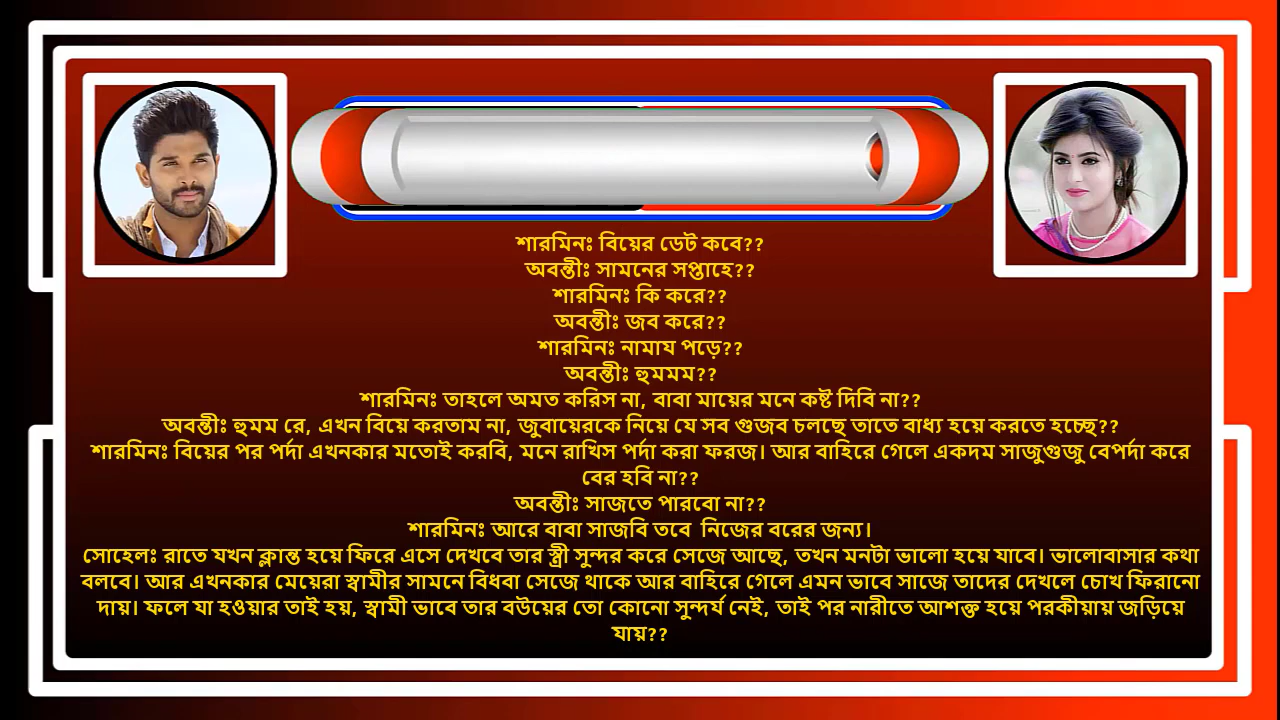 শারমিনঃ বিয়ের ডেট কবে??
অবন্তীঃ সামনের সপ্তাহে??
শারমিনঃ কি করে??
অবন্তীঃ জব করে??
শারমিনঃ নামায পড়ে??
অবন্তীঃ হুমমম??
শারমিনঃ তাহলে অমত করিস না, বাবা মায়ের মনে কষ্ট দিবি না??
অবন্তীঃ হুমম রে, এখন বিয়ে করতাম না, জুবায়েরকে নিয়ে যে সব গুজব চলছে তাতে বাধ্য হয়ে করতে হচ্ছে??
শারমিনঃ বিয়ের পর পর্দা এখনকার মতোই করবি, মনে রাখিস পর্দা করা ফরজ। আর বাহিরে গেলে একদম সাজুগুজু বেপর্দা করে
বের হবি না??
অবন্তীঃ সাজতে পারবো না??
শারমিনঃ আরে বাবা সাজবি তবে নিজের বরের জন্য।
সোহেলঃ রাতে যখন ক্লান্ত হয়ে ফিরে এসে দেখবে তার স্ত্রী সুন্দর করে সেজে আছে, তখন মনটা ভালো হয়ে যাবে। ভালোবাসার কথা
বলবে। আর এখনকার মেয়েরা স্বামীর সামনে বিধবা সেজে থাকে আর বাহিরে গেলে এমন ভাবে সাজে তাদের দেখলে চোখ ফিরানো
দায়। ফলে যা হওয়ার তাই হয়, স্বামী ভাবে তার বউয়ের তো কোনো সুন্দর্য নেই, তাই পর নারীতে আশক্ত হয়ে পরকীয়ায় জড়িয়ে
যায়??